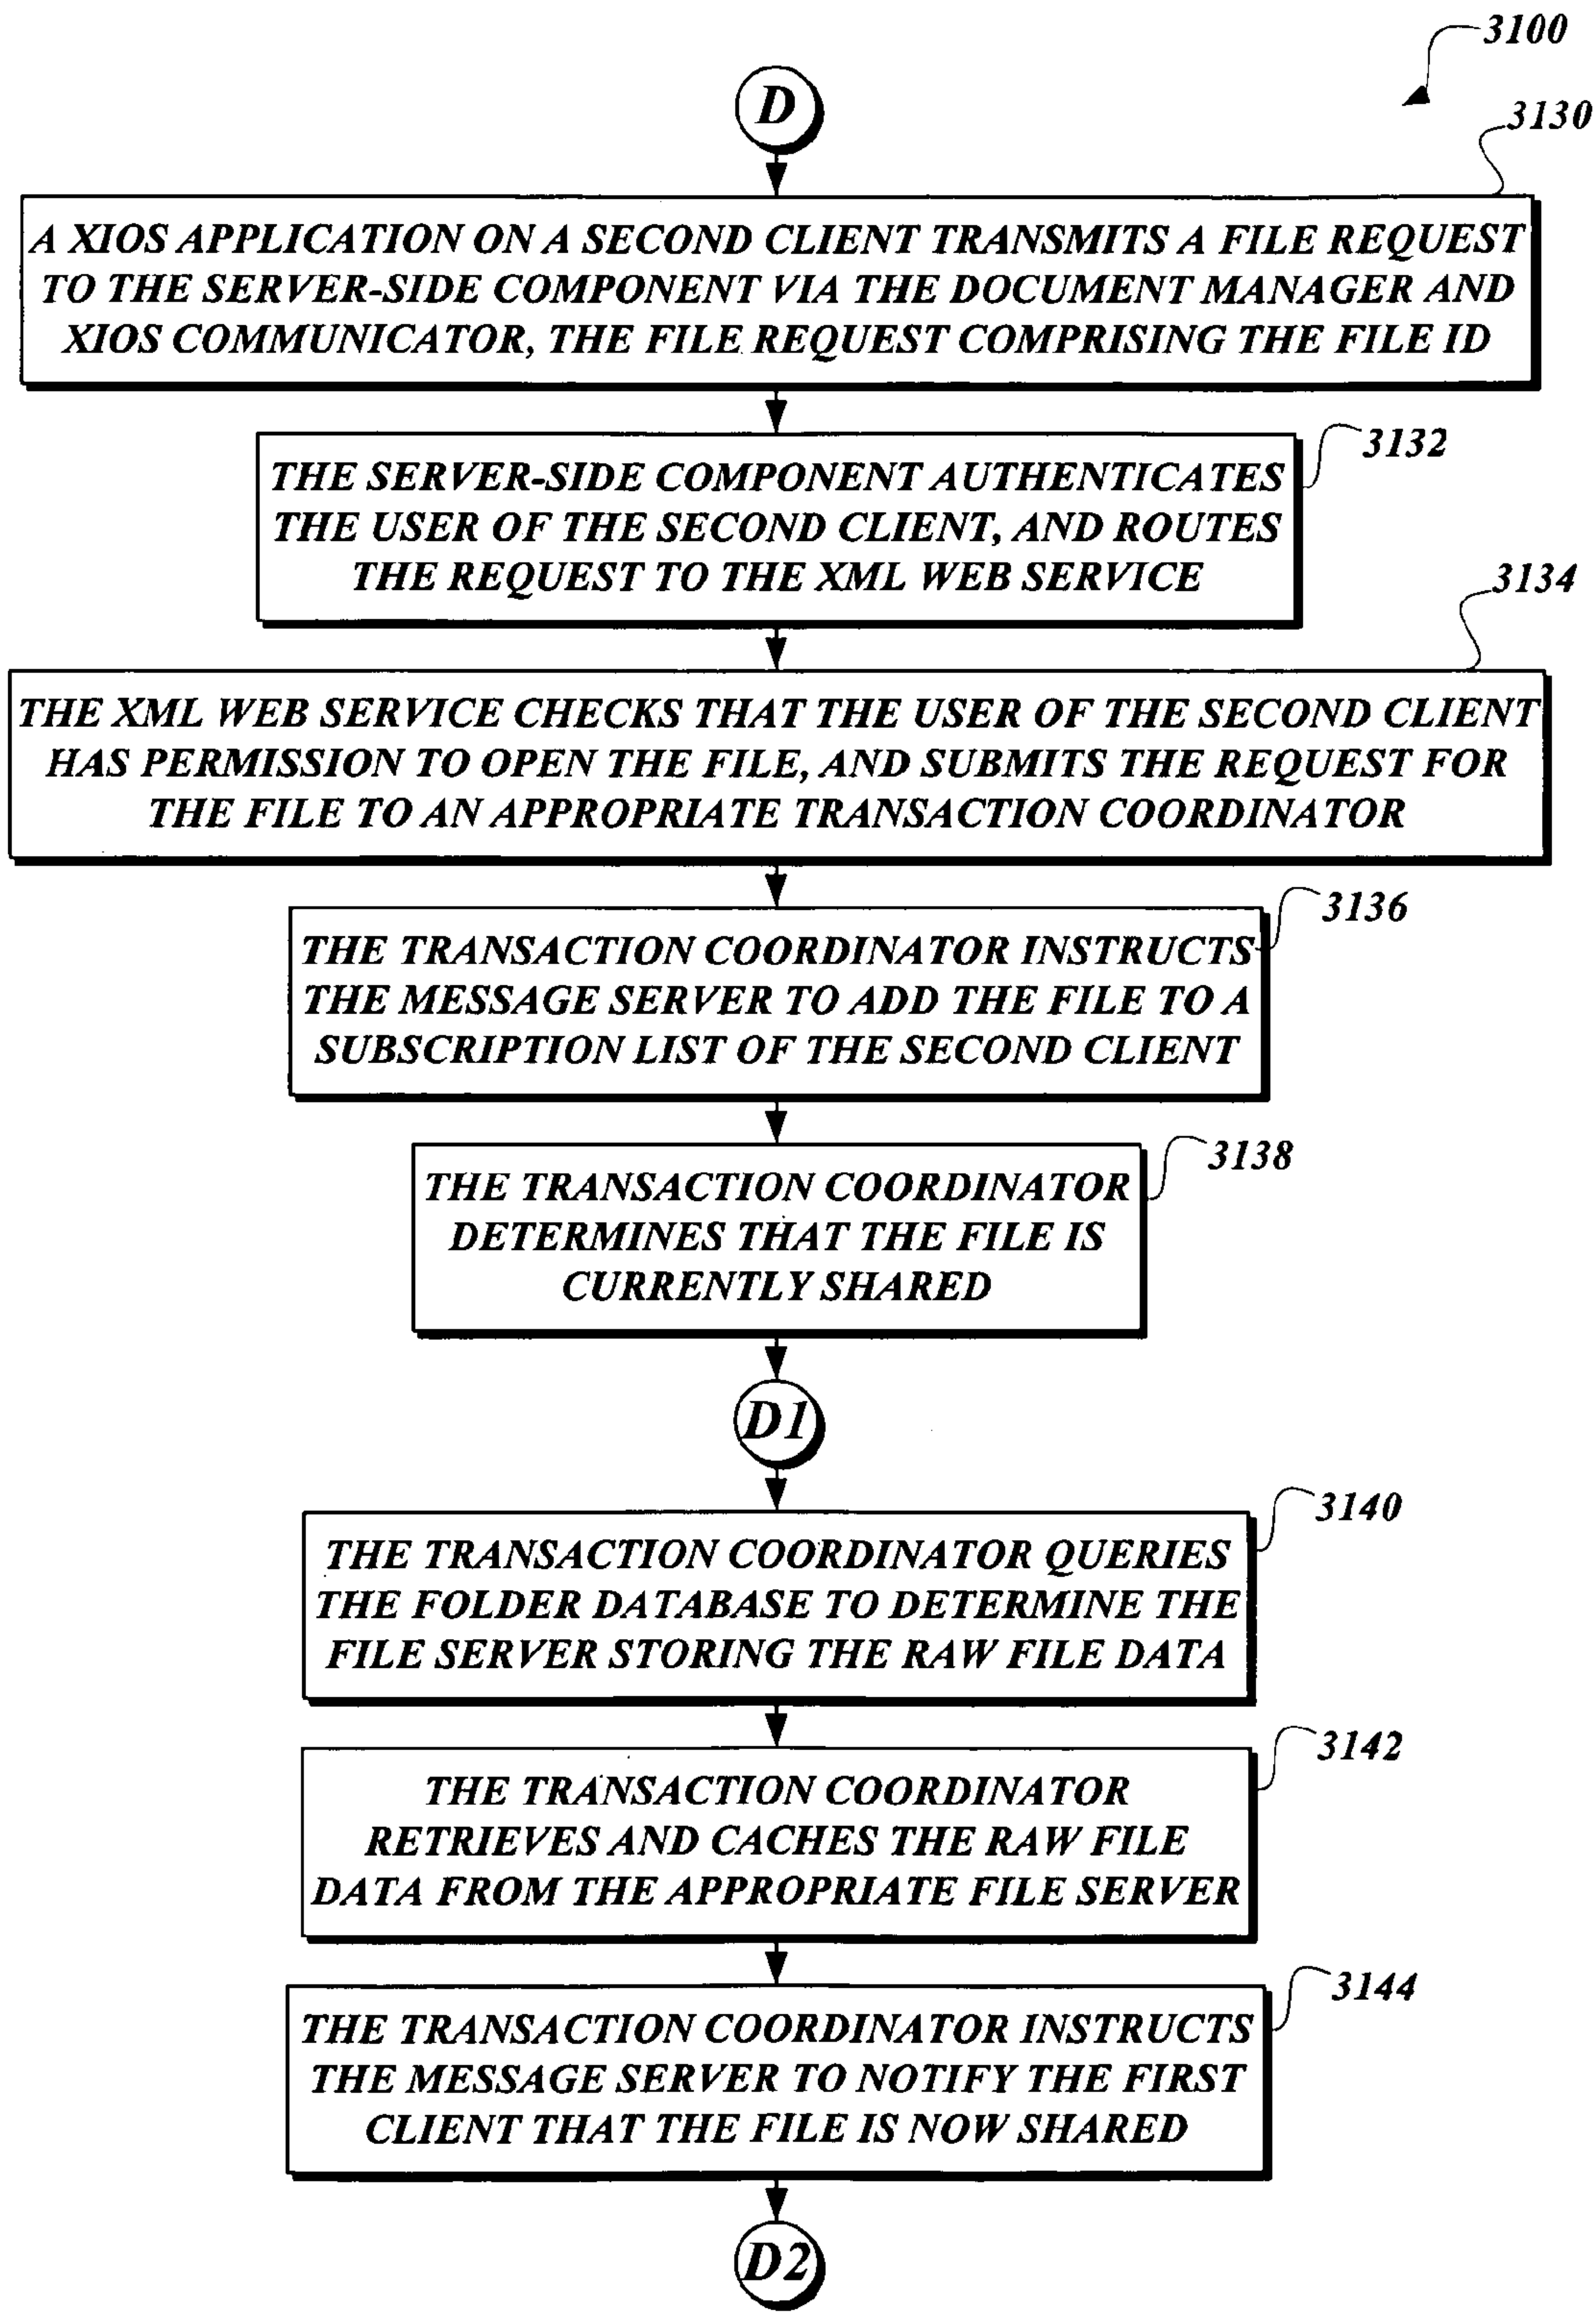 3100
D
3130
A XIOS APPLICATION ON A SECOND CLIENT TRANSMITS A FILE REQUEST
TO THE SERVER-SIDE COMPONENT VIA THE DOCUMENT MANAGER AND
XIOS COMMUNICATOR, THE FILE REQUEST COMPRISING THE FILE ID
3132
THE SERVER-SIDE COMPONENT AUTHENTICATES
THE USER OF THE SECOND CLIENT, AND ROUTES
THE REQUEST TO THE XML WEB SERVICE
3134
THE XML WEB SERVICE CHECKS THAT THE USER OF THE SECOND CLIENT
HAS PERMISSION TO OPEN THE FILE, AND SUBMITS THE REQUEST FOR
THE FILE TO AN APPROPRIATE TRANSACTION COORDINATOR
3136
THE TRANSACTION COORDINATOR INSTRUCTS
THE MESSAGE SERVER TO ADD THE FILE TO A
SUBSCRIPTION LIST OF THE SECOND CLIENT
3138
THE TRANSACTION COORDINATOR
DETERMINES THAT THE FILE IS
CURRENTLY SHARED
D1
3140
THE TRANSACTION COORDINATOR QUERIES
THE FOLDER DATABASE TO DETERMINE THE
FILE SERVER STORING THE RAW FILE DATA
3142
THE TRANSACTION COORDINATOR
RETRIEVES AND CACHES THE RAW FILE
DATA FROM THE APPROPRIATE FILE SERVER
3144
THE TRANSACTION COORDINATOR INSTRUCTS
THE MESSAGE SERVER TO NOTIFY THE FIRST
CLIENT THAT THE FILE IS NOW SHARED
D2